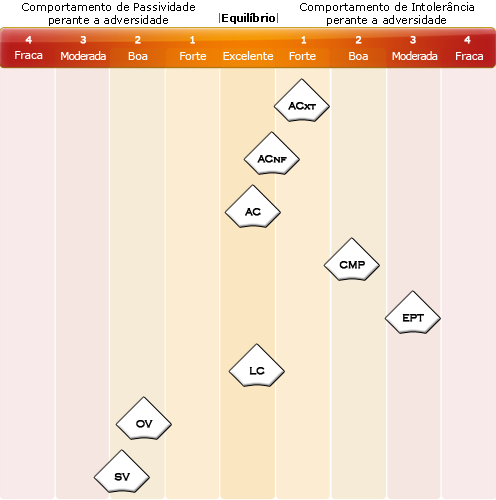 Comportamento de Passividade
perante a adversidade
|Equilíbrio|
Comportamento de Intolerância
perante a adversidade
4 3 2 1 1 2 3 4
Fraca Moderada Boa Forte Excelente Forte Boa Moderada Fraca
ACXT
ACNF
AC
CMP
EPT
LC
OV
SV